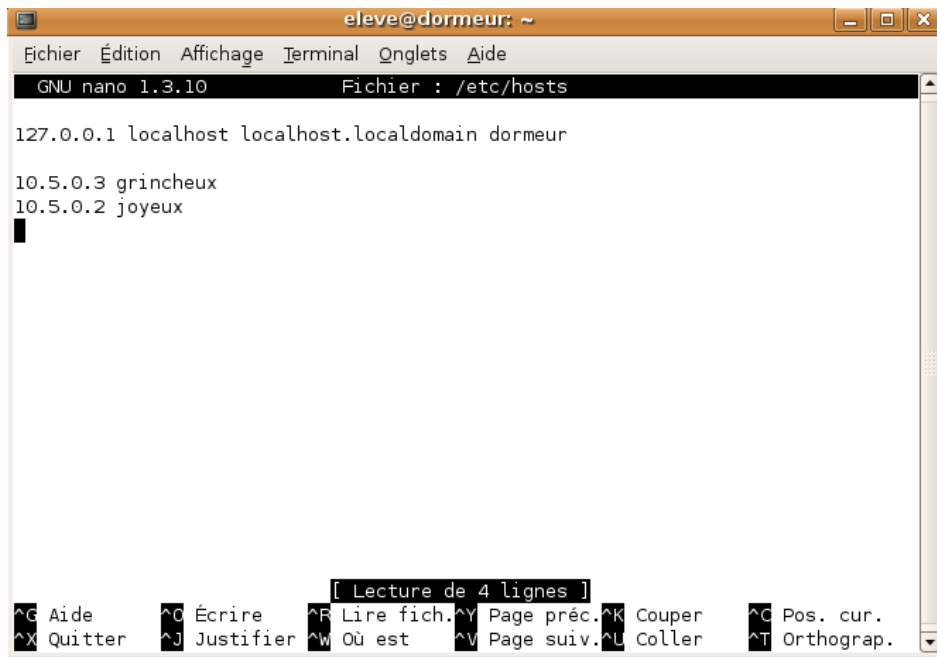 eleve@dormeur: ~
Fichier Édition Affichage Terminal Onglets Aide
GNU nano 1.3.10 Fichier : /etc/hosts
127.0.0.1 localhost localhost.localdomain dormeur
10.5.0.3 grincheux
10.5.0.2 joyeux
[ Lecture de 4 lignes ]
^G Aide ^O Écrire ^R Lire fich. ^Y Page préc. ^K Couper ^C Pos. cur.
^X Quitter ^J Justifier ^W Où est ^V Page suiv. ^U Coller ^T Orthograp.